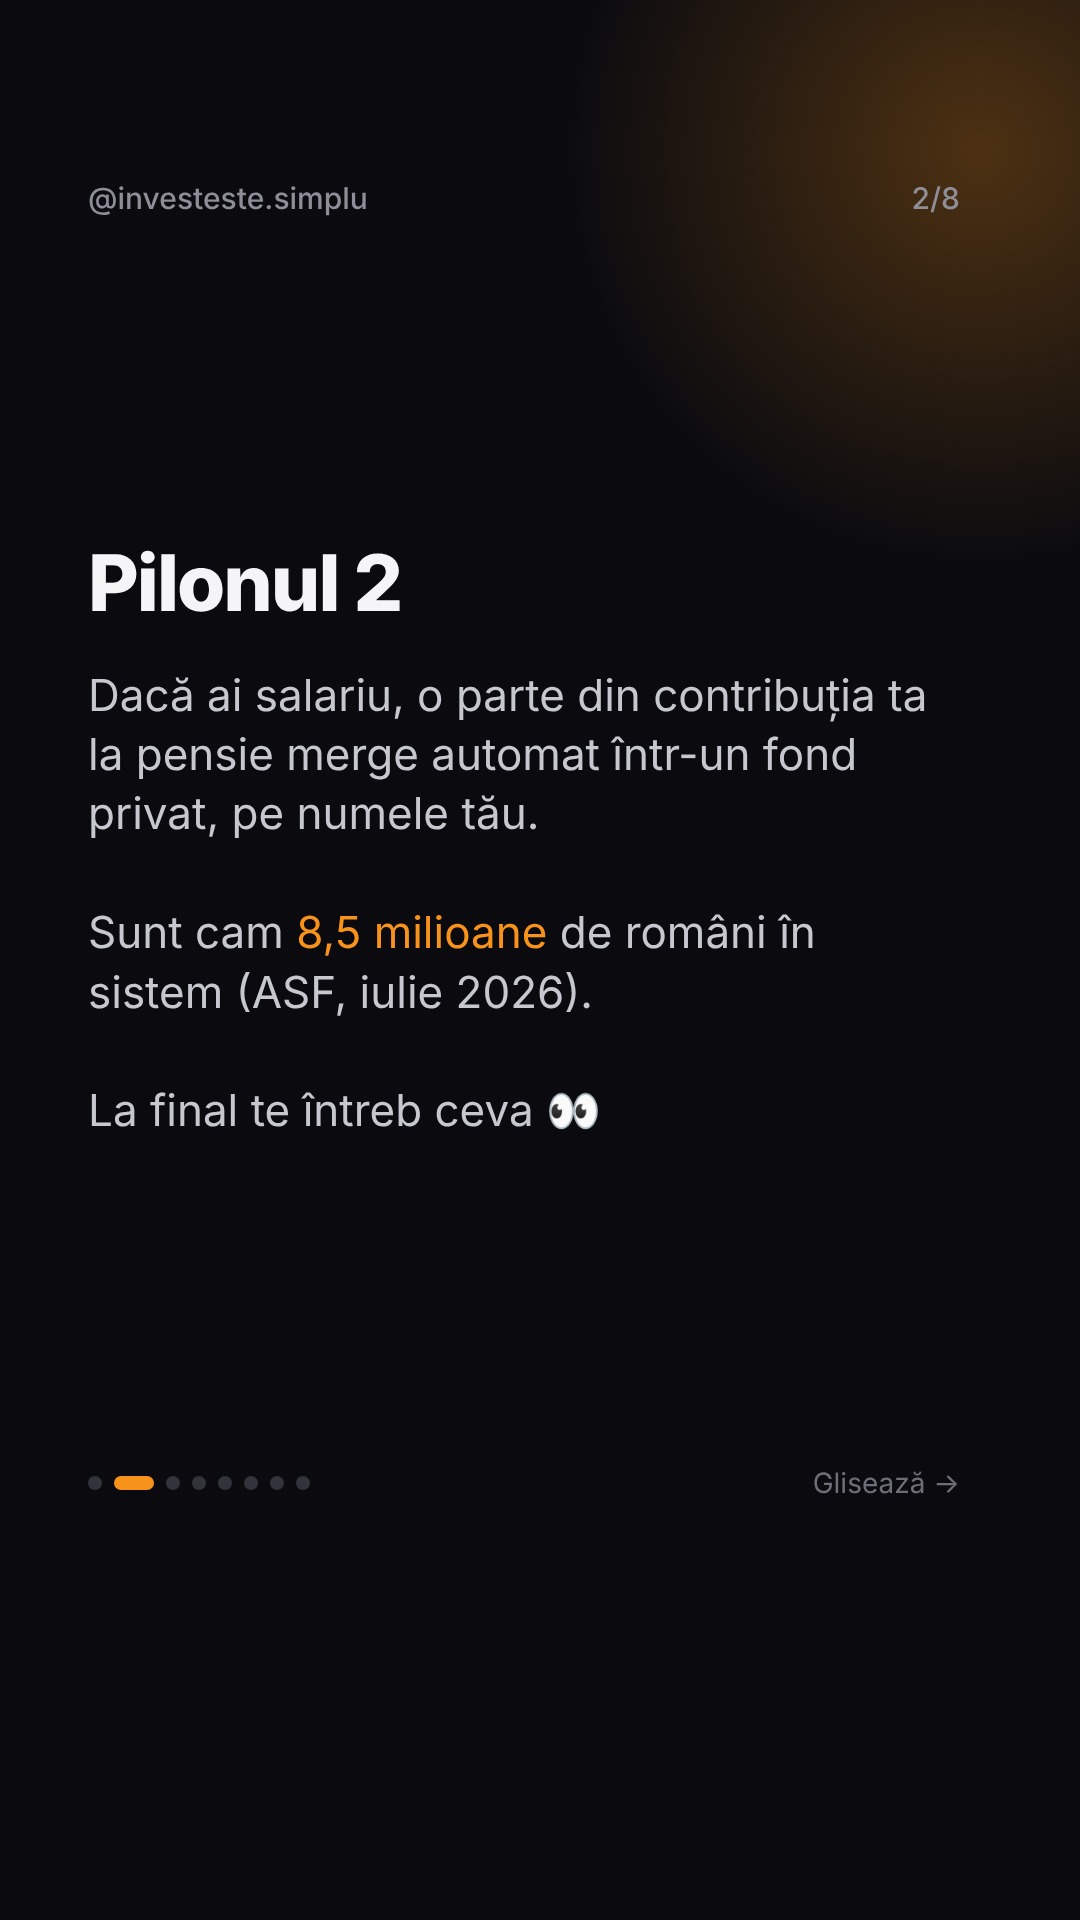 @investeste.simplu
2/8
Pilonul 2
Dacă ai salariu, o parte din contribuția ta
la pensie merge automat într-un fond
privat, pe numele tău.
Sunt cam 8,5 milioane de români în
sistem (ASF, iulie 2026).
La final te întreb ceva 👀
Glisează →